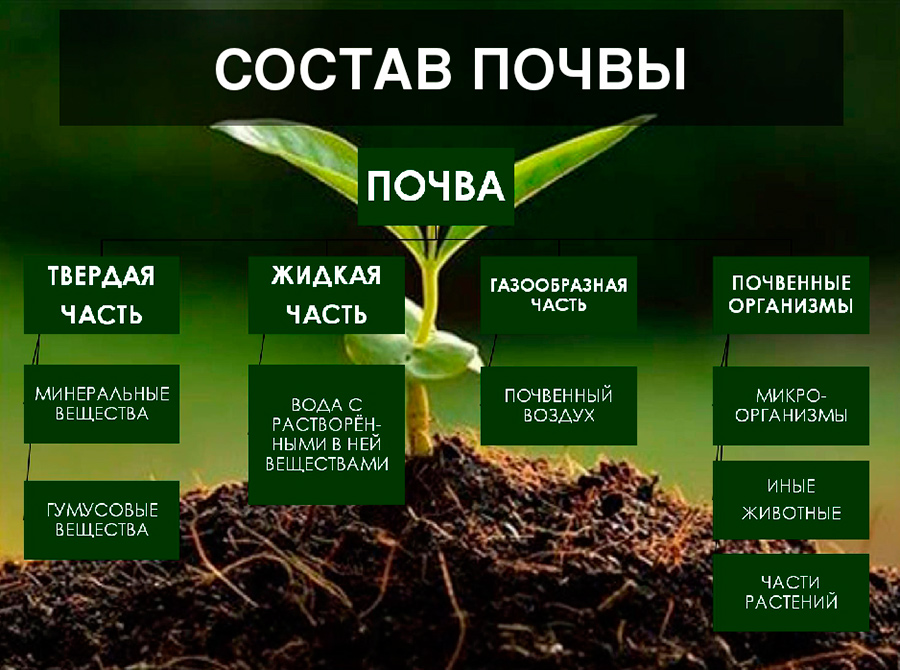 СОСТАВ ПОЧВЫ
ПОЧВА
ТВЕРДАЯ
ЧАСТЬ
МИНЕРАЛЬНЫЕ
ВЕЩЕСТВА
ГУМУСОВЫЕ
ВЕЩЕСТВА
ЖИДКАЯ
ЧАСТЬ
ВОДА С
РАСТВОРЁН-
НЫМИ В НЕЙ
ВЕЩЕСТВАМИ
ГАЗООБРАЗНАЯ
ЧАСТЬ
ПОЧВЕННЫЙ
ВОЗДУХ
ПОЧВЕННЫЕ
ОРГАНИЗМЫ
МИКРО-
ОРГАНИЗМЫ
ИНЫЕ
ЖИВОТНЫЕ
ЧАСТИ
РАСТЕНИЙ